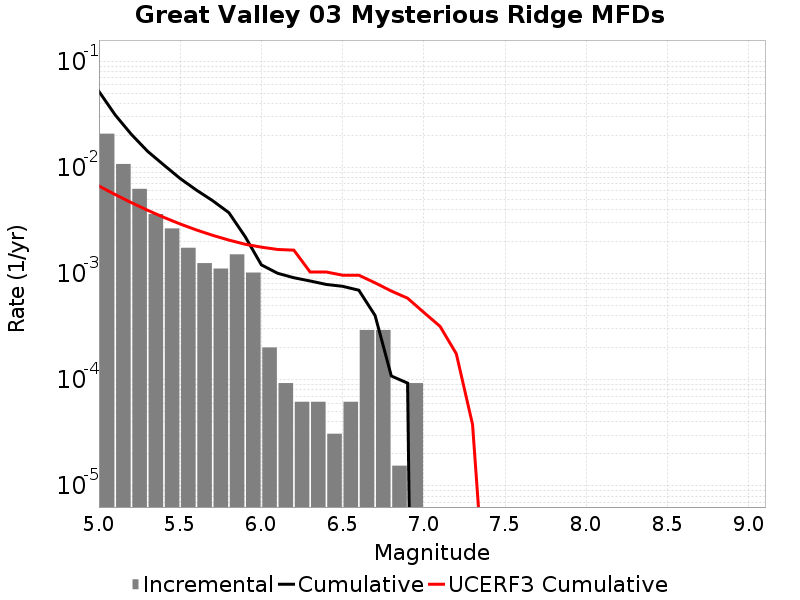 Great Valley 03 Mysterious Ridge MFDs
10-1
10-2
10-3
10-4
10-5
Rate (1/yr)
5.0 5.5 6.0 6.5 7.0 7.5 8.0 8.5 9.0
Magnitude
Incremental Cumulative UCERF3 Cumulative